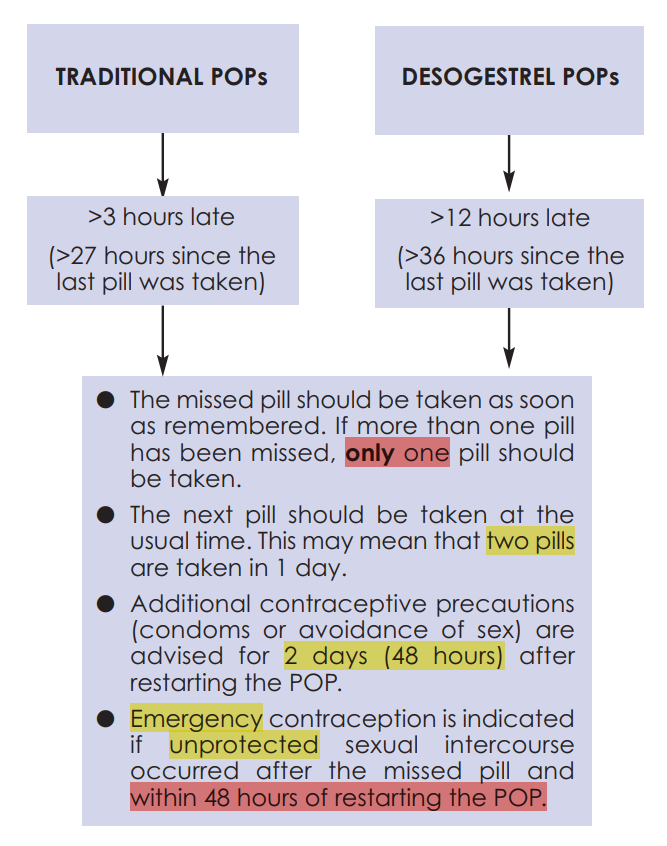 TRADITIONAL POPs
DESOGESTREL POPs
>3 hours late
(>27 hours since the
last pill was taken)
>12 hours late
(>36 hours since the
last pill was taken)
● The missed pill should be taken as soon
as remembered. If more than one pill
has been missed, only one pill should
be taken.
● The next pill should be taken at the
usual time. This may mean that two pills
are taken in 1 day.
● Additional contraceptive precautions
(condoms or avoidance of sex) are
advised for 2 days (48 hours) after
restarting the POP.
● Emergency contraception is indicated
if unprotected sexual intercourse
occurred after the missed pill and
within 48 hours of restarting the POP.